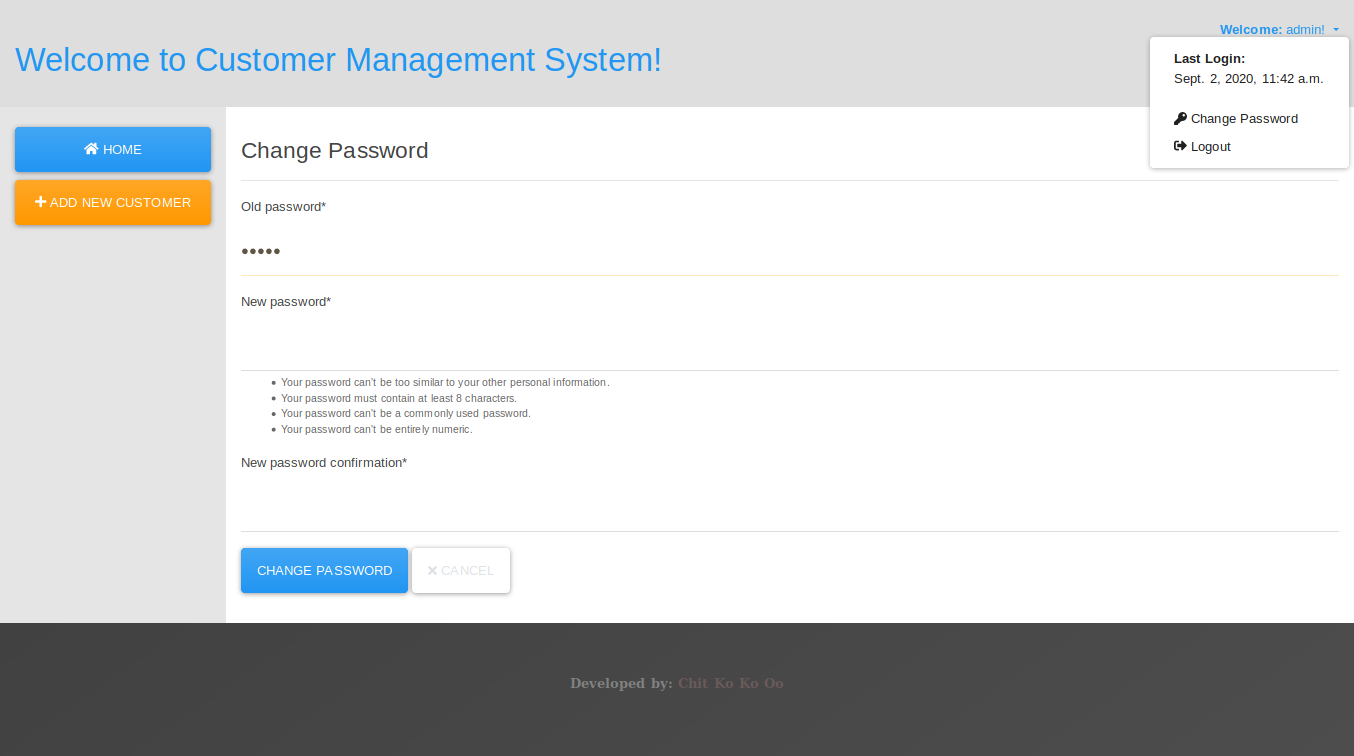 Welcome: admin!
Welcome to Customer Management System!
Last Login:
Sept. 2, 2020, 11:42 a.m.
Change Password
Logout
HOME
ADD NEW CUSTOMER
Change Password
Old password*
•••••
New password*
• Your password can't be too similar to your other personal information.
• Your password must contain at least 8 characters.
• Your password can't be a commonly used password.
• Your password can't be entirely numeric.
New password confirmation*
CHANGE PASSWORD
CANCEL
Developed by: Chit Ko Ko Oo